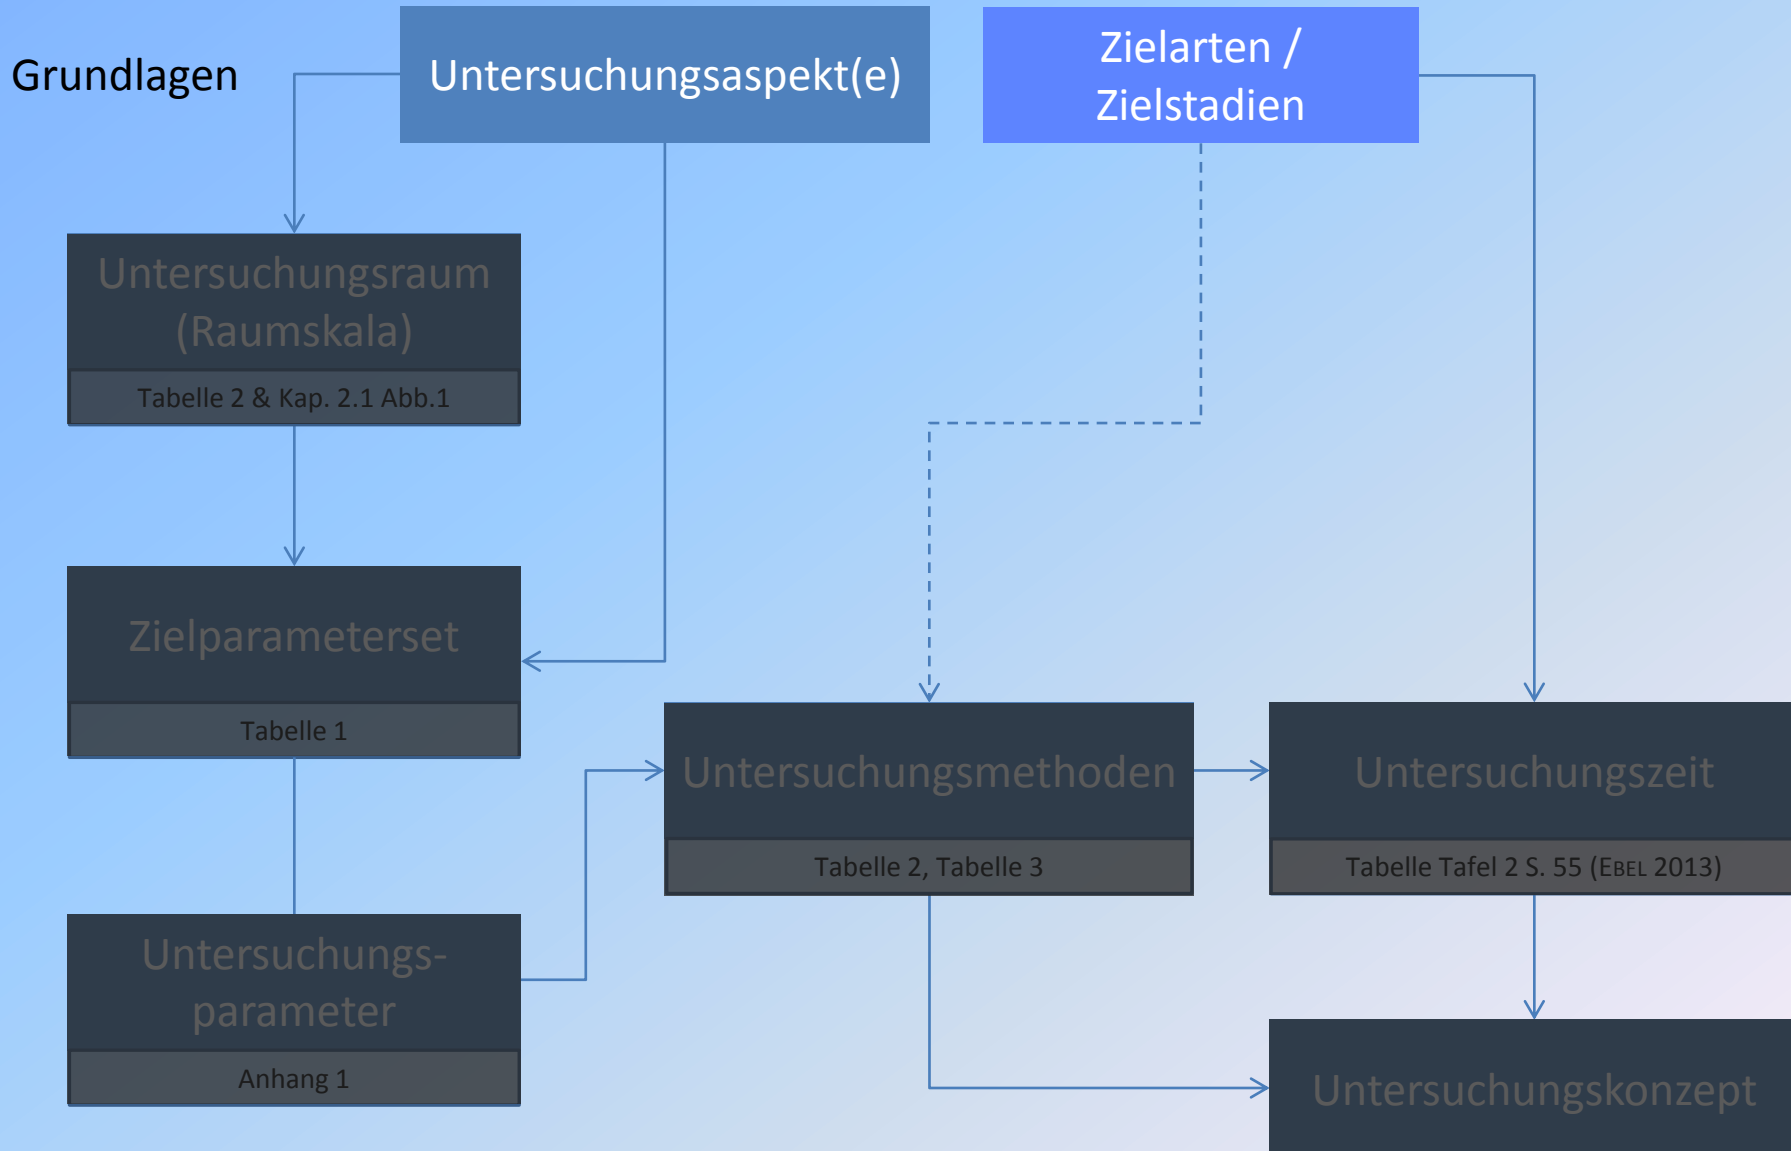 Grundlagen
Untersuchungsaspekt(e)
Zielarten /
Zielstadien
Untersuchungsraum
(Raumskala)
Tabelle 2 & Kap. 2.1 Abb.1
Zielparameterset
Tabelle 1
Untersuchungsmethoden
Tabelle 2, Tabelle 3
Untersuchungszeit
Tabelle Tafel 2 S. 55 (EBEL 2013)
Untersuchungs-
parameter
Anhang 1
Untersuchungskonzept